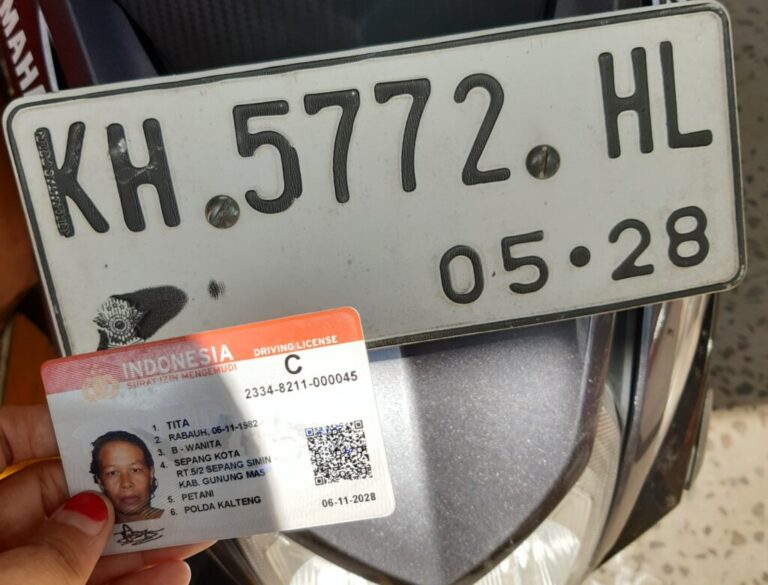 YAMAHA
KH 5772 HL
05·28
INDONESIA
SURAT IZIN MENGEMUDI
DRIVING LICENSE
C
2334-8211-000045
1. TITA
2. RABAUH, 05-11-1982
3. B - WANITA
4. SEPANG KOTA
RT.5/2 SEPANG SIMIN
KAB. GUNUNG MAS
5. PETANI
6. POLDA KALTENG
06-11-2028